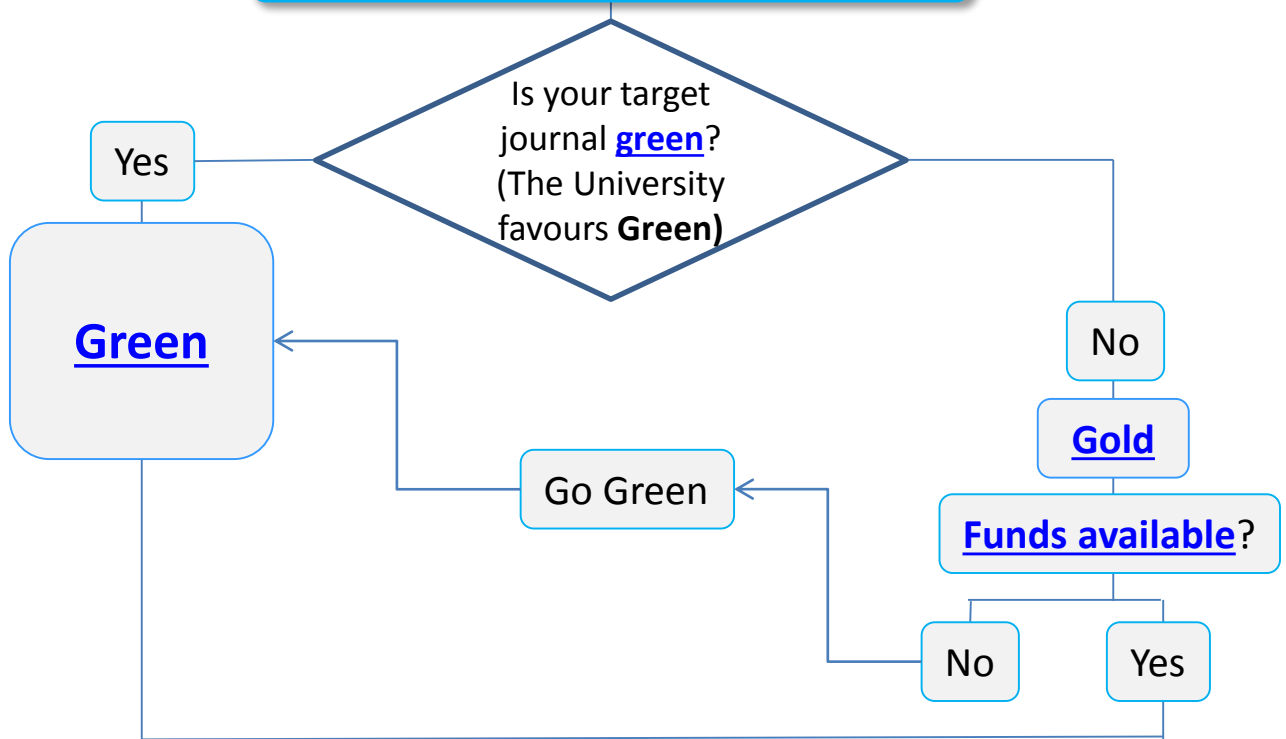 Is your target
journal green?
(The University
favours Green)
Yes
Green
No
Gold
Go Green
Funds available?
No
Yes